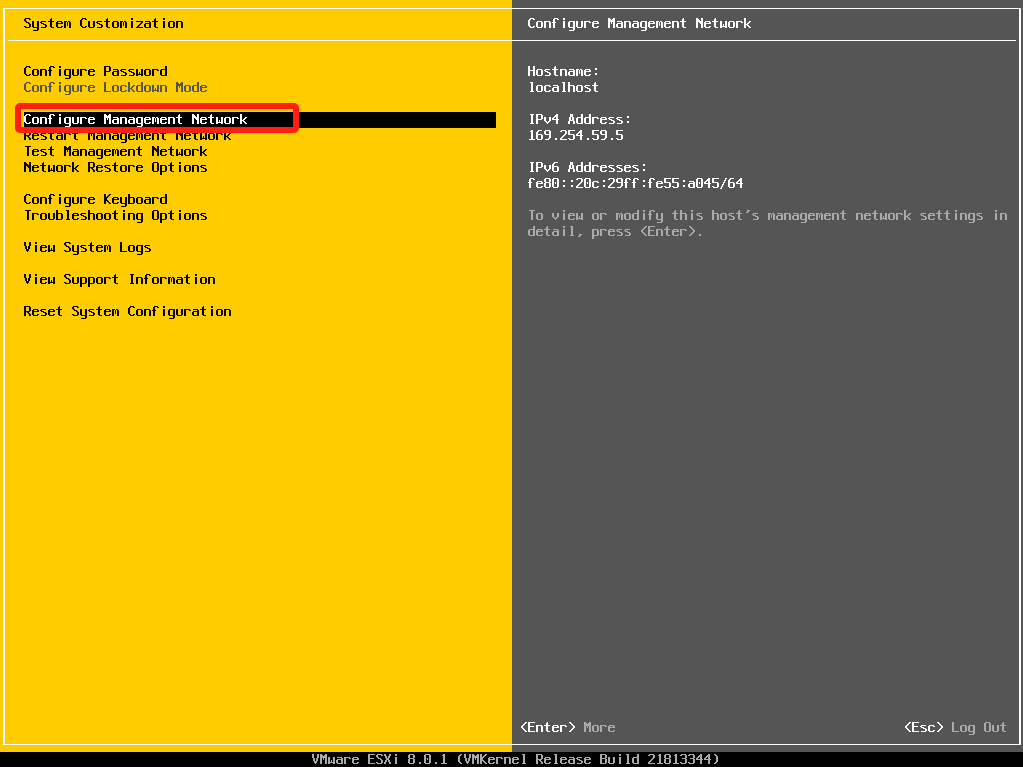 System Customization
Configure Password
Configure Lockdown Mode
Configure Management Network
Restart Management Network
Test Management Network
Network Restore Options
Configure Keyboard
Troubleshooting Options
View System Logs
View Support Information
Reset System Configuration
Configure Management Network
Hostname:
localhost
IPv4 Address:
169.254.59.5
IPv6 Addresses:
fe80::20c:29ff:fe55:a045/64
To view or modify this host's management network settings in
detail, press <Enter>.
<Enter> More
<Esc> Log Out
VMware ESXi 8.0.1 (VMKernel Release Build 21813344)